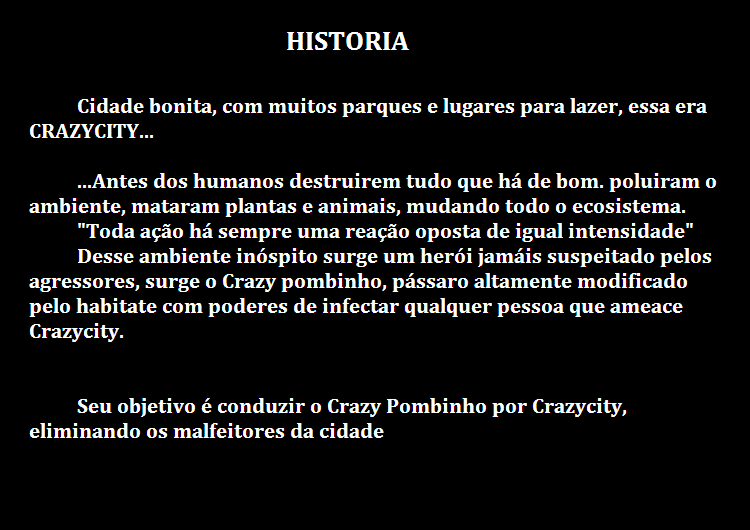 HISTORIA
Cidade bonita, com muitos parques e lugares para lazer, essa era
CRAZYCITY...
...Antes dos humanos destruirem tudo que há de bom. poluiram o
ambiente, mataram plantas e animais, mudando todo o ecosistema.
"Toda ação há sempre uma reação oposta de igual intensidade"
Desse ambiente inóspito surge um herói jamáis suspeitado pelos
agressores, surge o Crazy pombinho, pássaro altamente modificado
pelo habitate com poderes de infectar qualquer pessoa que ameace
Crazycity.
Seu objetivo é conduzir o Crazy Pombinho por Crazycity,
eliminando os malfeitores da cidade